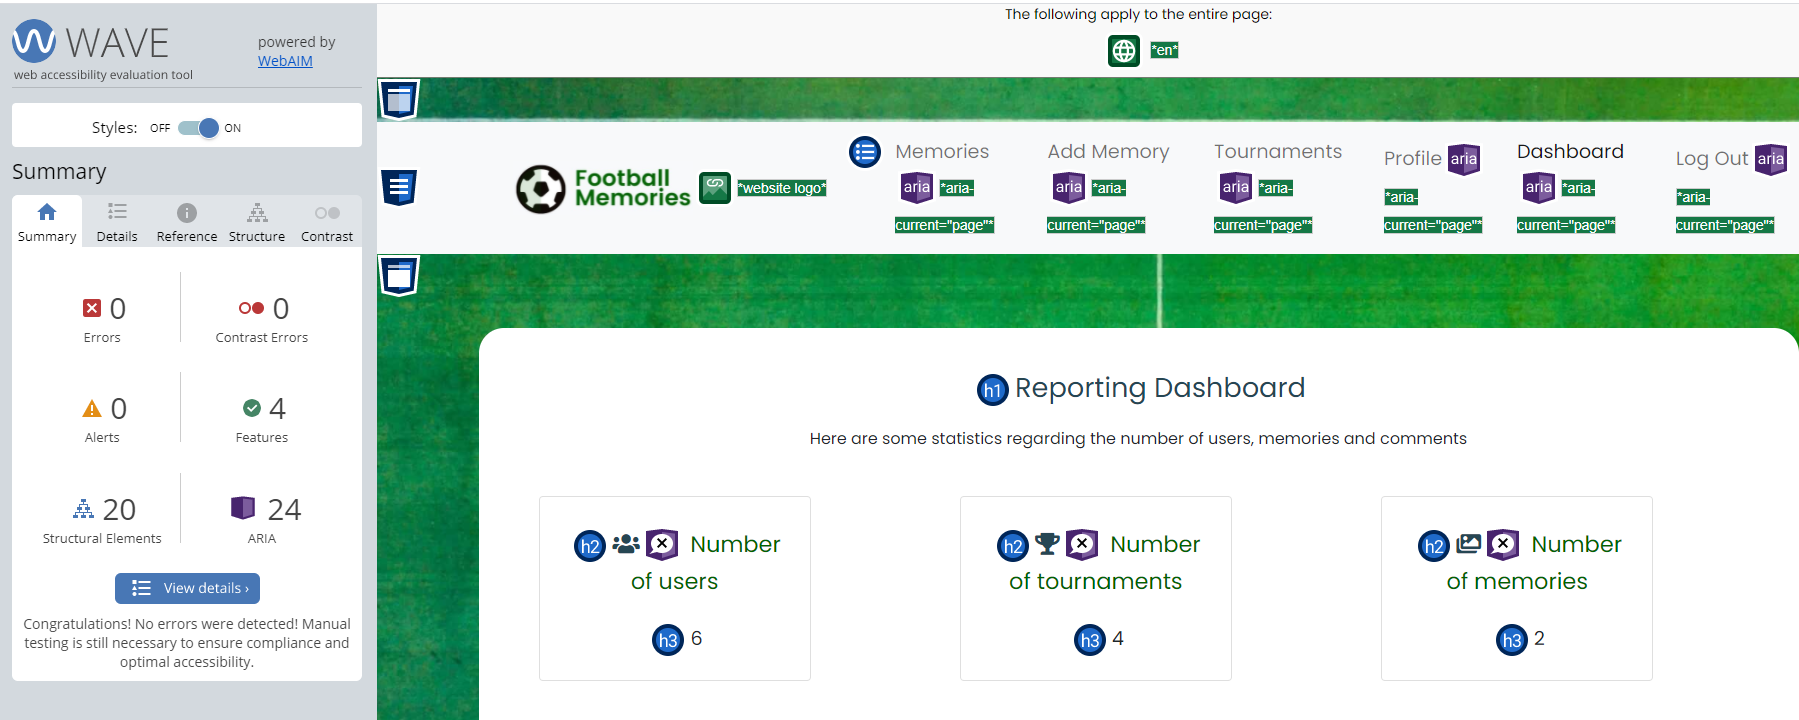 WAVE
web accessibility evaluation tool
powered by
WebAIM
Styles: OFF ON
Summary
Summary Details Reference Structure Contrast
0
Errors
0
Contrast Errors
0
Alerts
4
Features
20
Structural Elements
24
ARIA
View details ›
Congratulations! No errors were detected! Manual
testing is still necessary to ensure compliance and
optimal accessibility.
The following apply to the entire page:
*en*
Football
Memories
*website logo*
Memories
aria *aria-
current="page"*
Add Memory
aria *aria-
current="page"*
Tournaments
aria *aria-
current="page"*
Profile aria
*aria-
current="page"*
Dashboard
aria *aria-
current="page"*
Log Out aria
*aria-
current="page"*
h1 Reporting Dashboard
Here are some statistics regarding the number of users, memories and comments
h2 Number
of users
h3 6
h2 Number
of tournaments
h3 4
h2 Number
of memories
h3 2